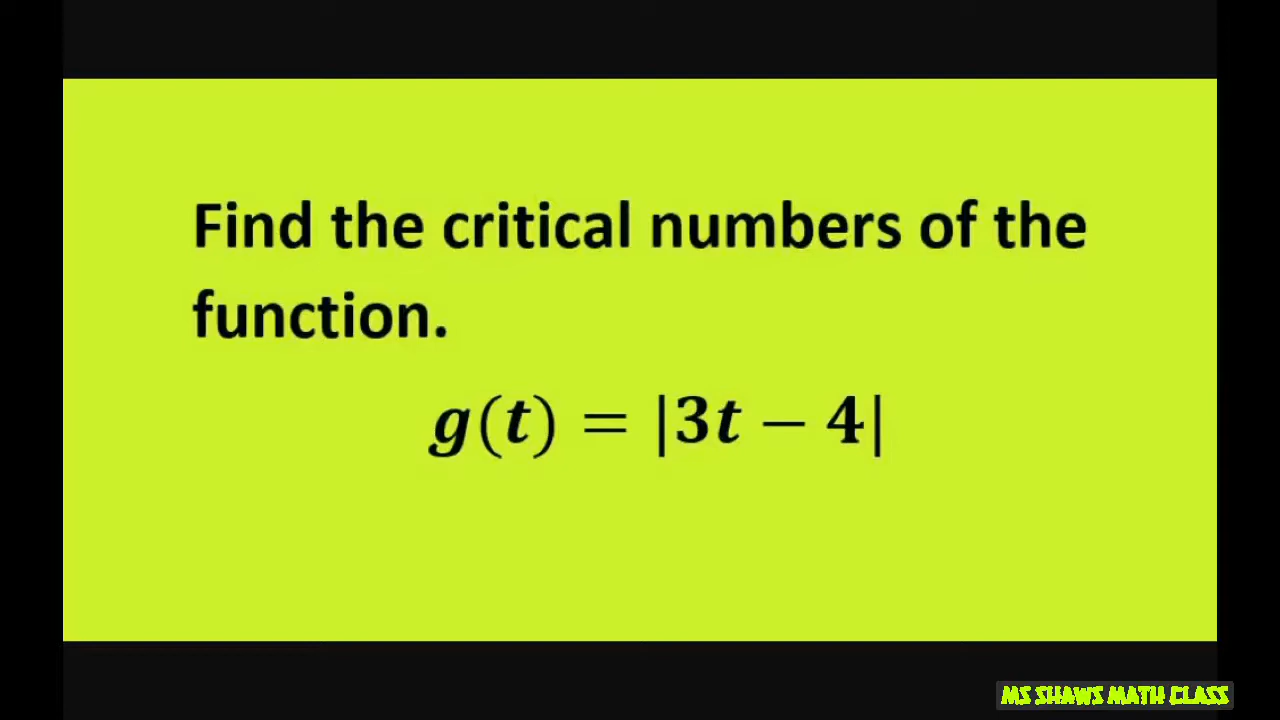 Find the critical numbers of the
function.
g(t) = |3t − 4|
MS SHAWS MATH CLASS